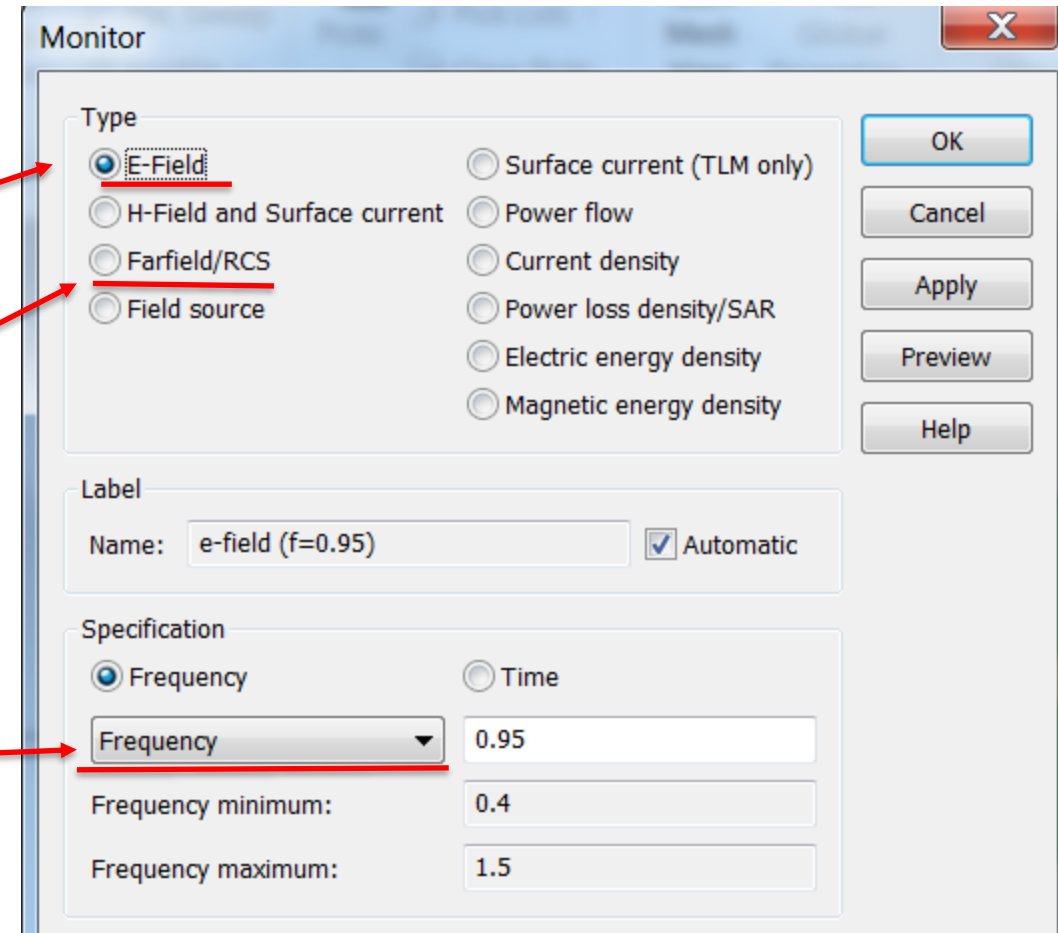 Monitor
X
Type
E-Field
Surface current (TLM only)
H-Field and Surface current
Power flow
Farfield/RCS
Current density
Field source
Power loss density/SAR
Electric energy density
Magnetic energy density
OK
Cancel
Apply
Preview
Help
Label
Name: e-field (f=0.95)
Automatic
Specification
Frequency
Time
Frequency 0.95
Frequency minimum: 0.4
Frequency maximum: 1.5